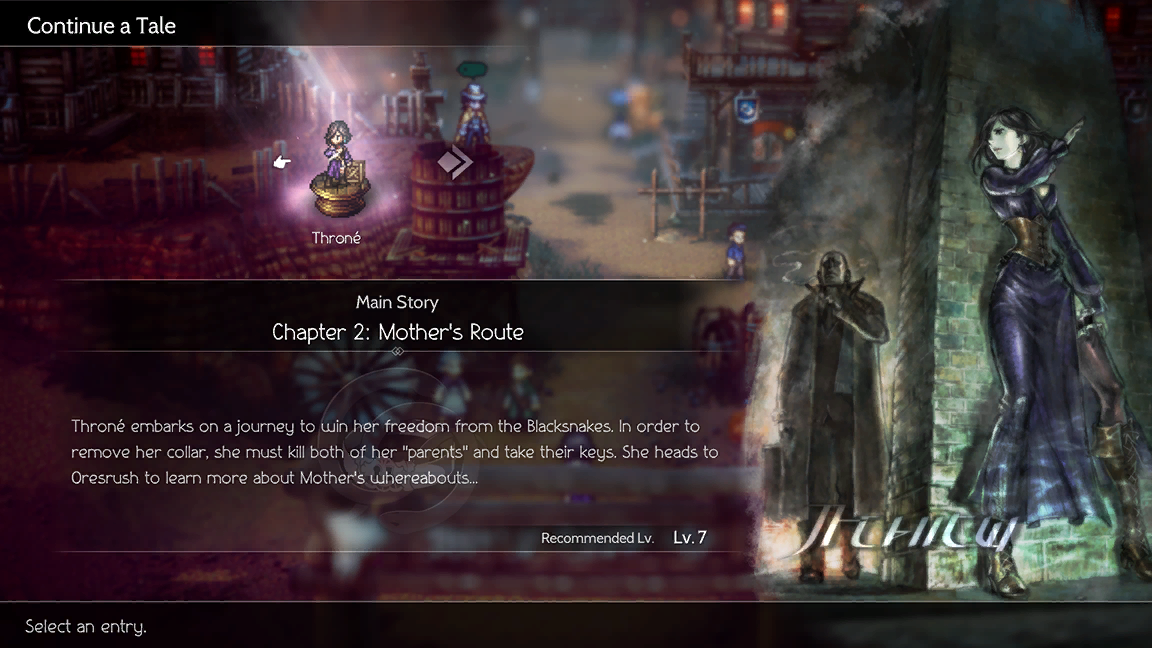 Continue a Tale
Throné
Main Story
Chapter 2: Mother's Route
Throné embarks on a journey to win her freedom from the Blacksnakes. In order to
remove her collar, she must kill both of her "parents" and take their keys. She heads to
Oresrush to learn more about Mother's whereabouts...
Recommended Lv. Lv. 7
Select an entry.